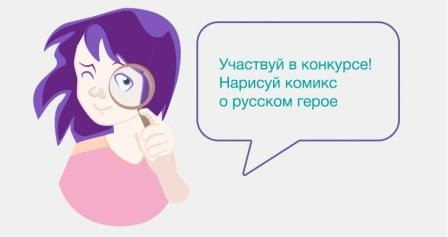 Участвуй в конкурсе!
Нарисуй комикс
о русском герое